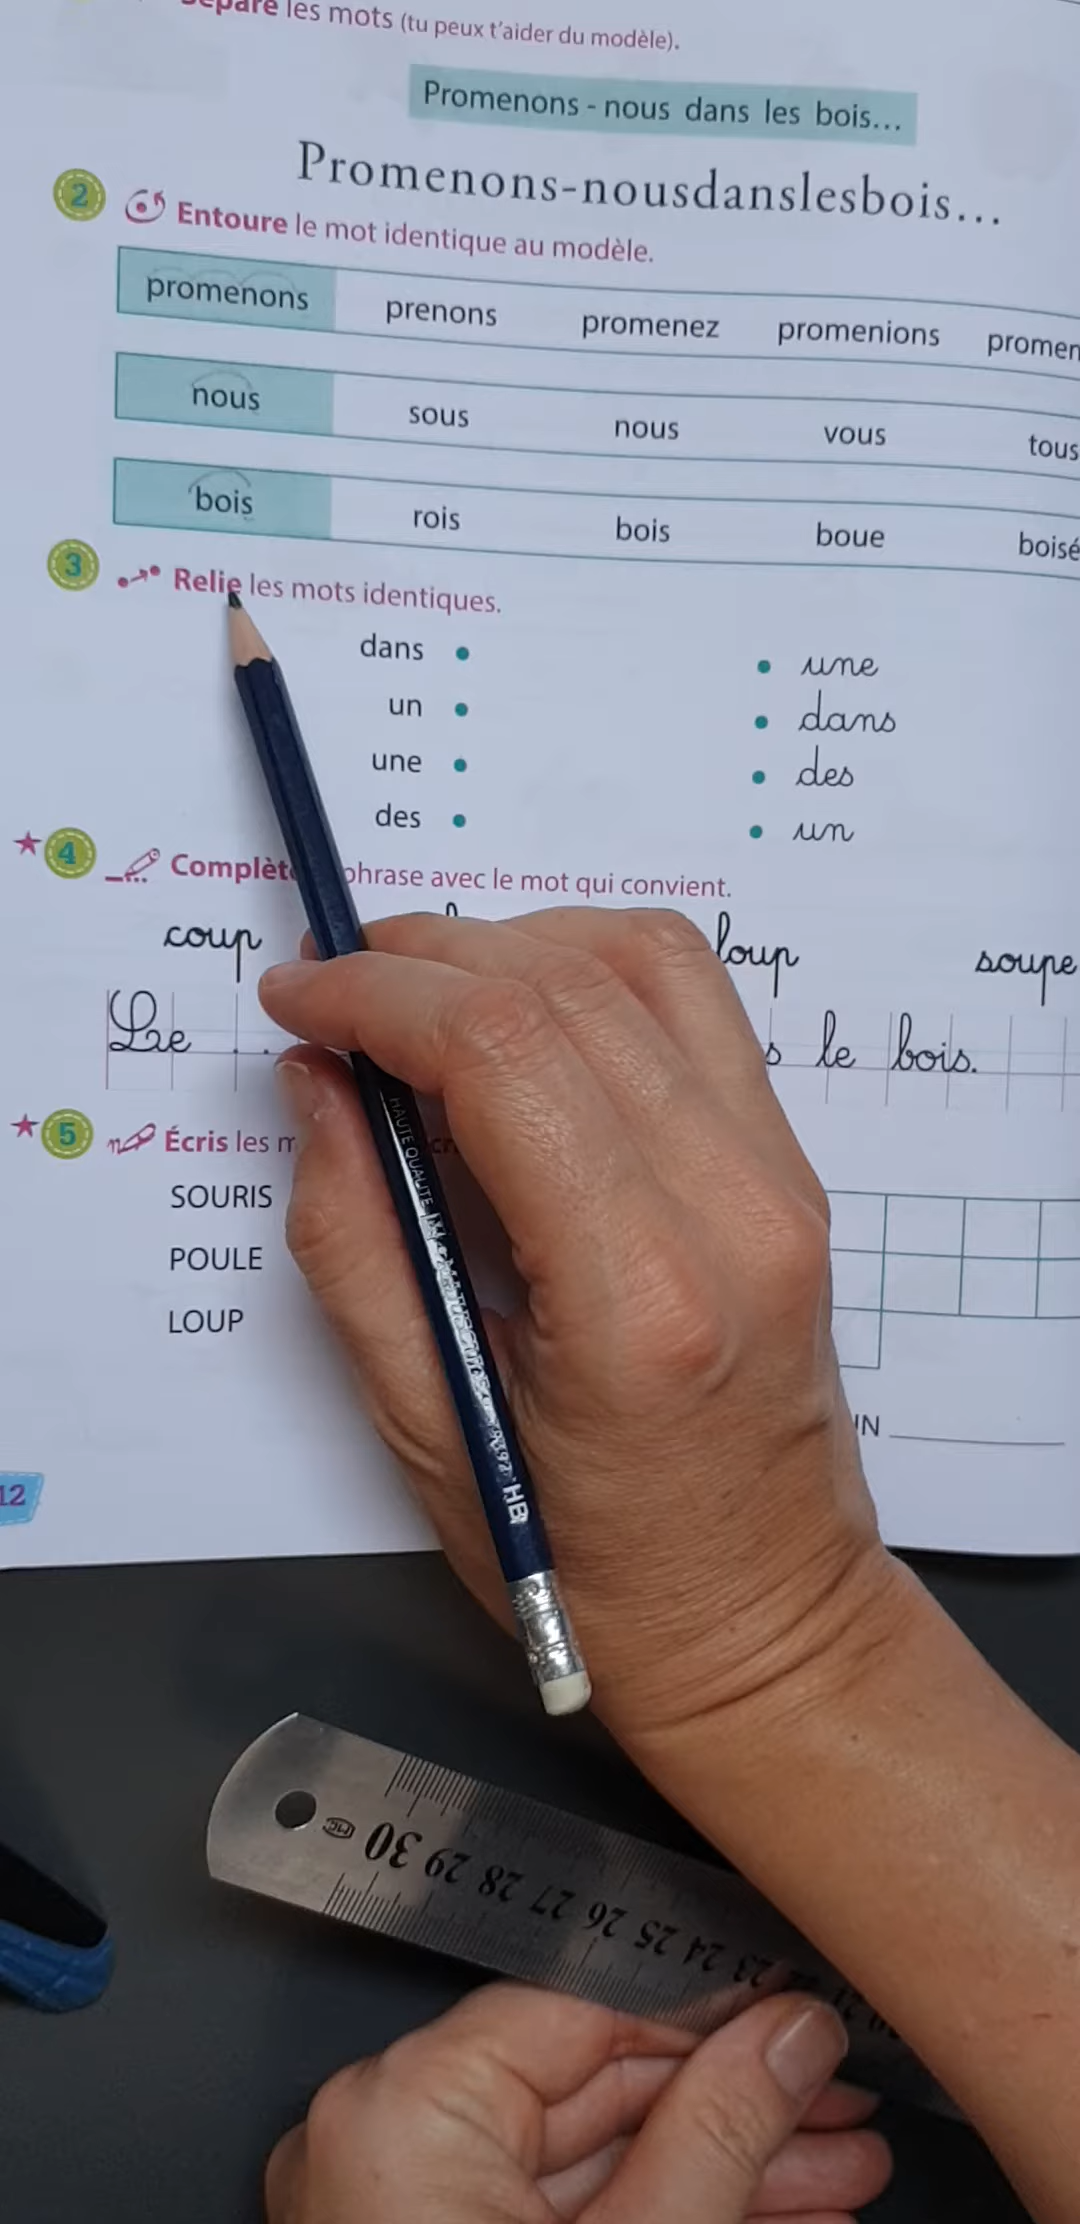 Sépare les mots (tu peux t'aider du modèle).
Promenons - nous dans les bois...
Promenons-nousdanslesbois...
2 Entoure le mot identique au modèle.
promenons prenons promenez promenions promen
nous sous nous vous tous
bois rois bois boue boisé
3 Relie les mots identiques.
dans une
un dans
une des
des un
4 Complèt phrase avec le mot qui convient.
coup loup soupe
Le . . s le bois.
5 Écris les m cr
SOURIS
POULE
LOUP
IN
12
HAUTE QUALITE HB
30 29 28 27 26 25 24 23